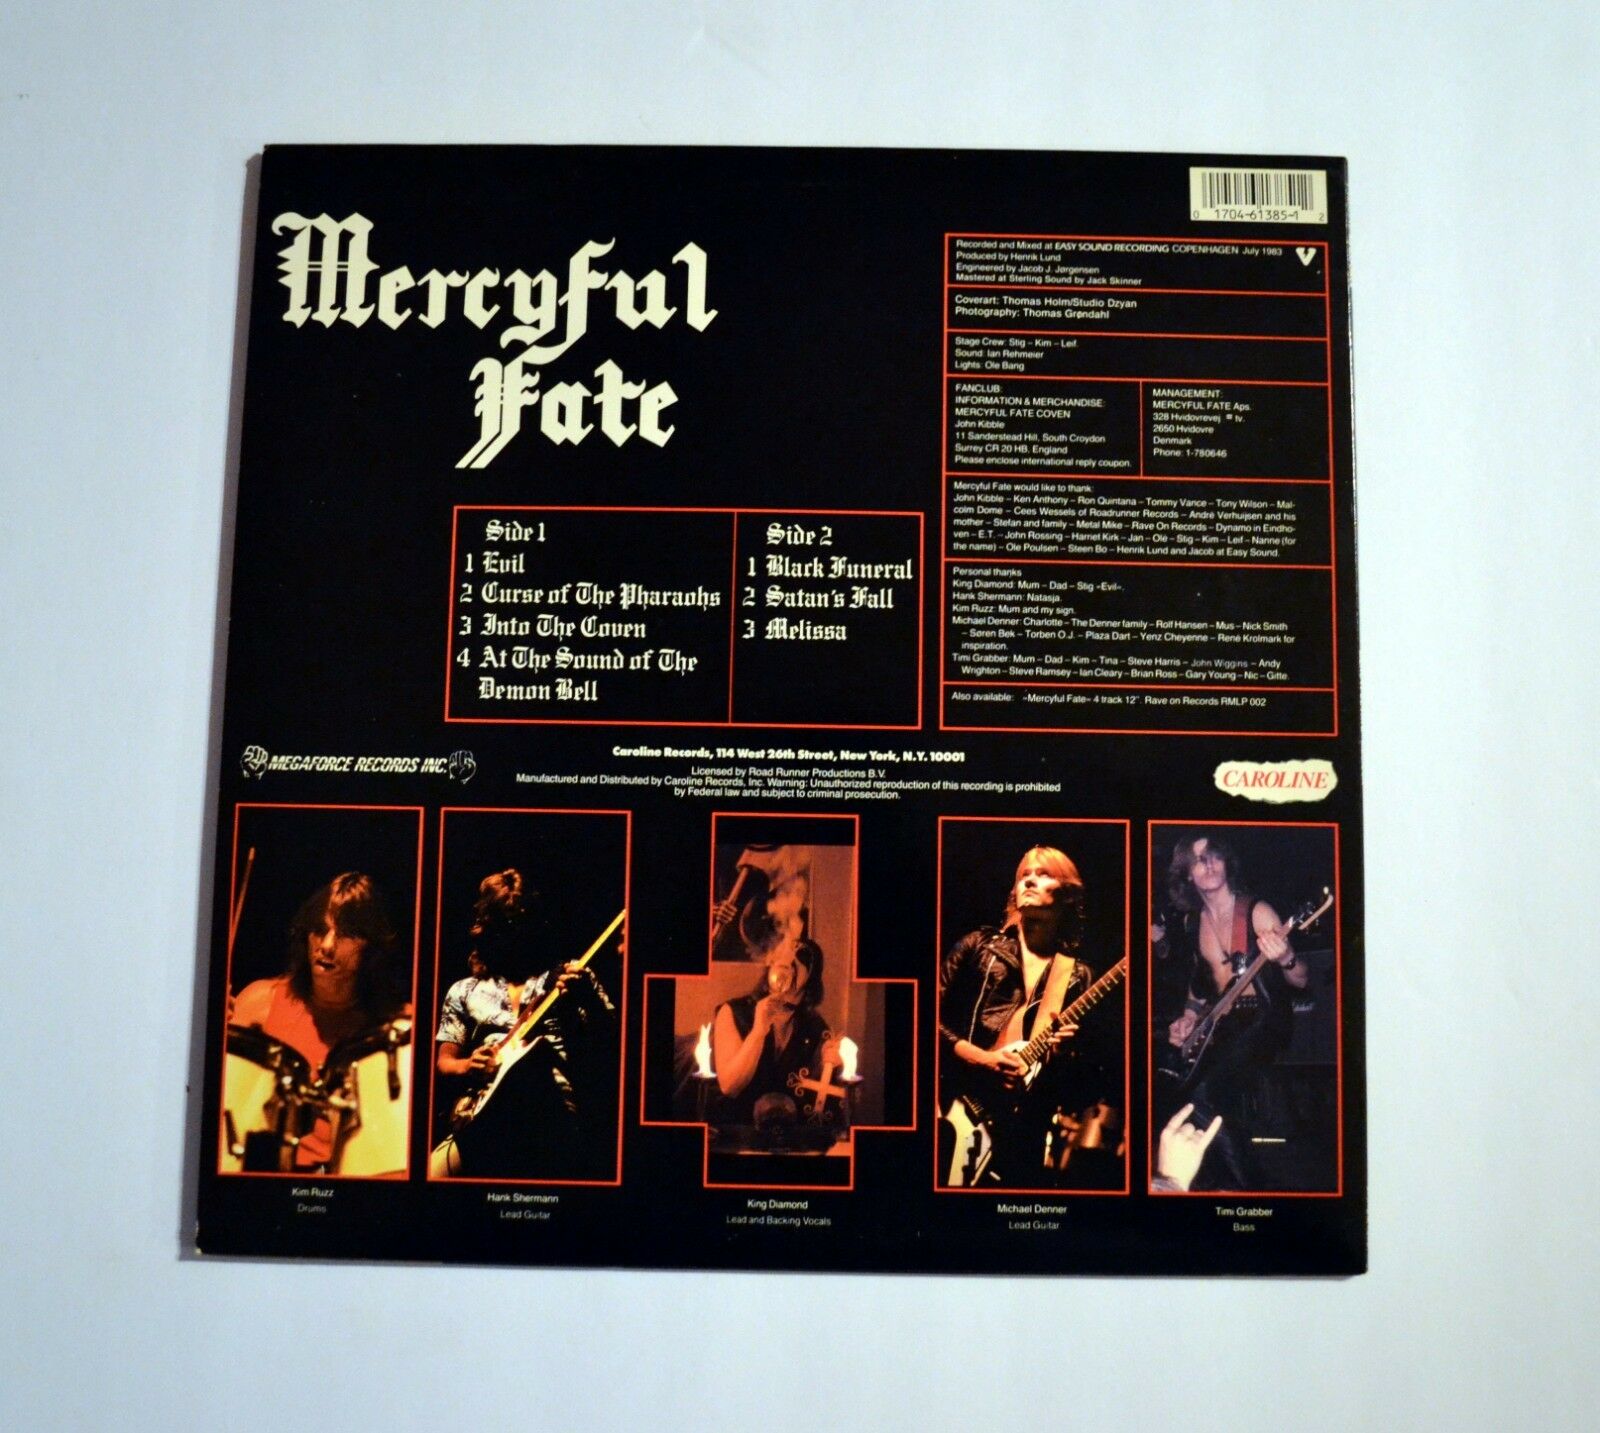 Mercyful
Fate
0 1704-61385-1 2
Recorded and Mixed at EASY SOUND RECORDING COPENHAGEN July 1983
Produced by Henrik Lund
Engineered by Jacob J. Jørgensen
Mastered at Sterling Sound by Jack Skinner
Coverart: Thomas Holm/Studio Dzyan
Photography: Thomas Grøndahl
Stage Crew: Stig – Kim – Leif.
Sound: Ian Rehmeier
Lights: Ole Bang
FANCLUB:
INFORMATION & MERCHANDISE:
MERCYFUL FATE COVEN
John Kibble
11 Sanderstead Hill, South Croydon
Surrey CR 20 HB, England
Please enclose international reply coupon.
MANAGEMENT:
MERCYFUL FATE Aps.
328 Hvidovrevej tv.
2650 Hvidovre
Denmark
Phone: 1-780646
Mercyful Fate would like to thank:
John Kibble – Ken Anthony – Ron Quintana – Tommy Vance – Tony Wilson – Mal-
colm Dome – Cees Wessels of Roadrunner Records – André Verhuijsen and his
mother – Stefan and family – Metal Mike – Rave On Records – Dynamo in Eindho-
ven – E.T. – John Rossing – Harriet Kirk – Jan – Ole – Stig – Kim – Leif – Nanne (for
the name) – Ole Poulsen – Steen Bo – Henrik Lund and Jacob at Easy Sound.
Personal thanks
King Diamond: Mum – Dad – Stig »Evil«.
Hank Shermann: Natasja.
Kim Ruzz: Mum and my sign.
Michael Denner: Charlotte – The Denner family – Rolf Hansen – Mus – Nick Smith
– Søren Bek – Torben O.J. – Plaza Dart – Yenz Cheyenne – René Krolmark for
inspiration.
Timi Grabber: Mum – Dad – Kim – Tina – Steve Harris – John Wiggins – Andy
Wrighton – Steve Ramsey – Ian Cleary – Brian Ross – Gary Young – Nic – Gitte.
Also available: »Mercyful Fate« 4 track 12". Rave on Records RMLP 002
Side 1
1 Evil
2 Curse of The Pharaohs
3 Into The Coven
4 At The Sound of The
Demon Bell
Side 2
1 Black Funeral
2 Satan's Fall
3 Melissa
MEGAFORCE RECORDS INC.
Caroline Records, 114 West 26th Street, New York, N.Y. 10001
Licensed by Road Runner Productions B.V.
Manufactured and Distributed by Caroline Records, Inc. Warning: Unauthorized reproduction of this recording is prohibited
by Federal law and subject to criminal prosecution.
CAROLINE
Kim Ruzz
Drums
Hank Shermann
Lead Guitar
King Diamond
Lead and Backing Vocals
Michael Denner
Lead Guitar
Timi Grabber
Bass